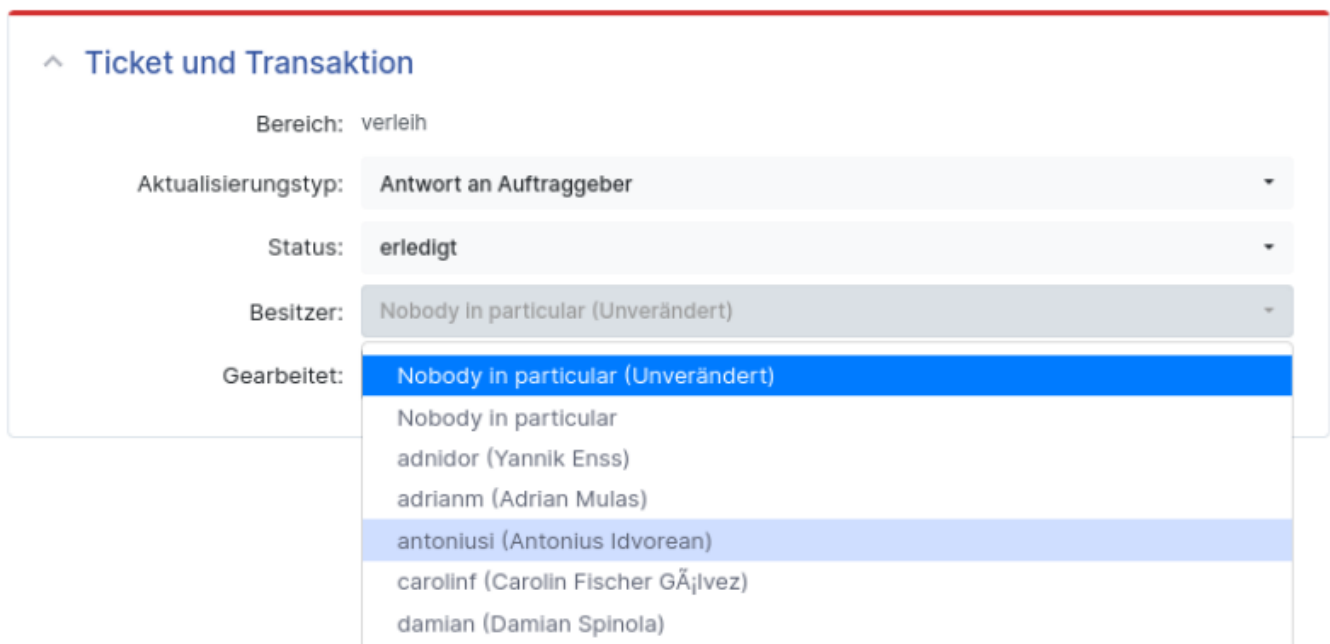 Ticket und Transaktion
Bereich: verleih
Aktualisierungstyp: Antwort an Auftraggeber
Status: erledigt
Besitzer: Nobody in particular (Unverändert)
Gearbeitet: Nobody in particular (Unverändert)
Nobody in particular
adnidor (Yannik Enss)
adrianm (Adrian Mulas)
antoniusi (Antonius Idvorean)
carolinf (Carolin Fischer GÃ¡lvez)
damian (Damian Spinola)